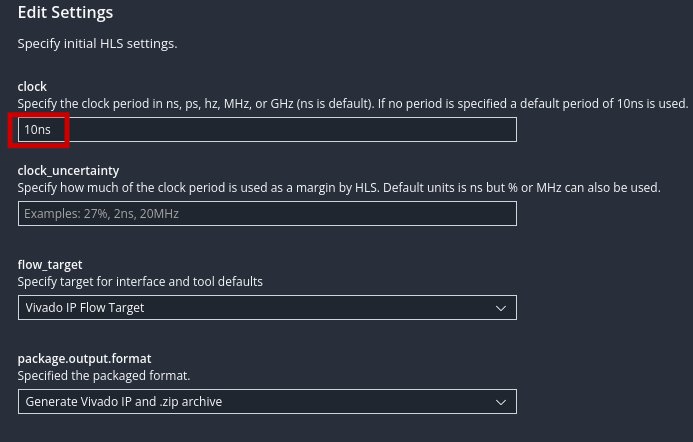 Edit Settings
Specify initial HLS settings.
clock
Specify the clock period in ns, ps, hz, MHz, or GHz (ns is default). If no period is specified a default period of 10ns is used.
10ns
clock_uncertainty
Specify how much of the clock period is used as a margin by HLS. Default units is ns but % or MHz can also be used.
Examples: 27%, 2ns, 20MHz
flow_target
Specify target for interface and tool defaults
Vivado IP Flow Target
package.output.format
Specified the packaged format.
Generate Vivado IP and .zip archive